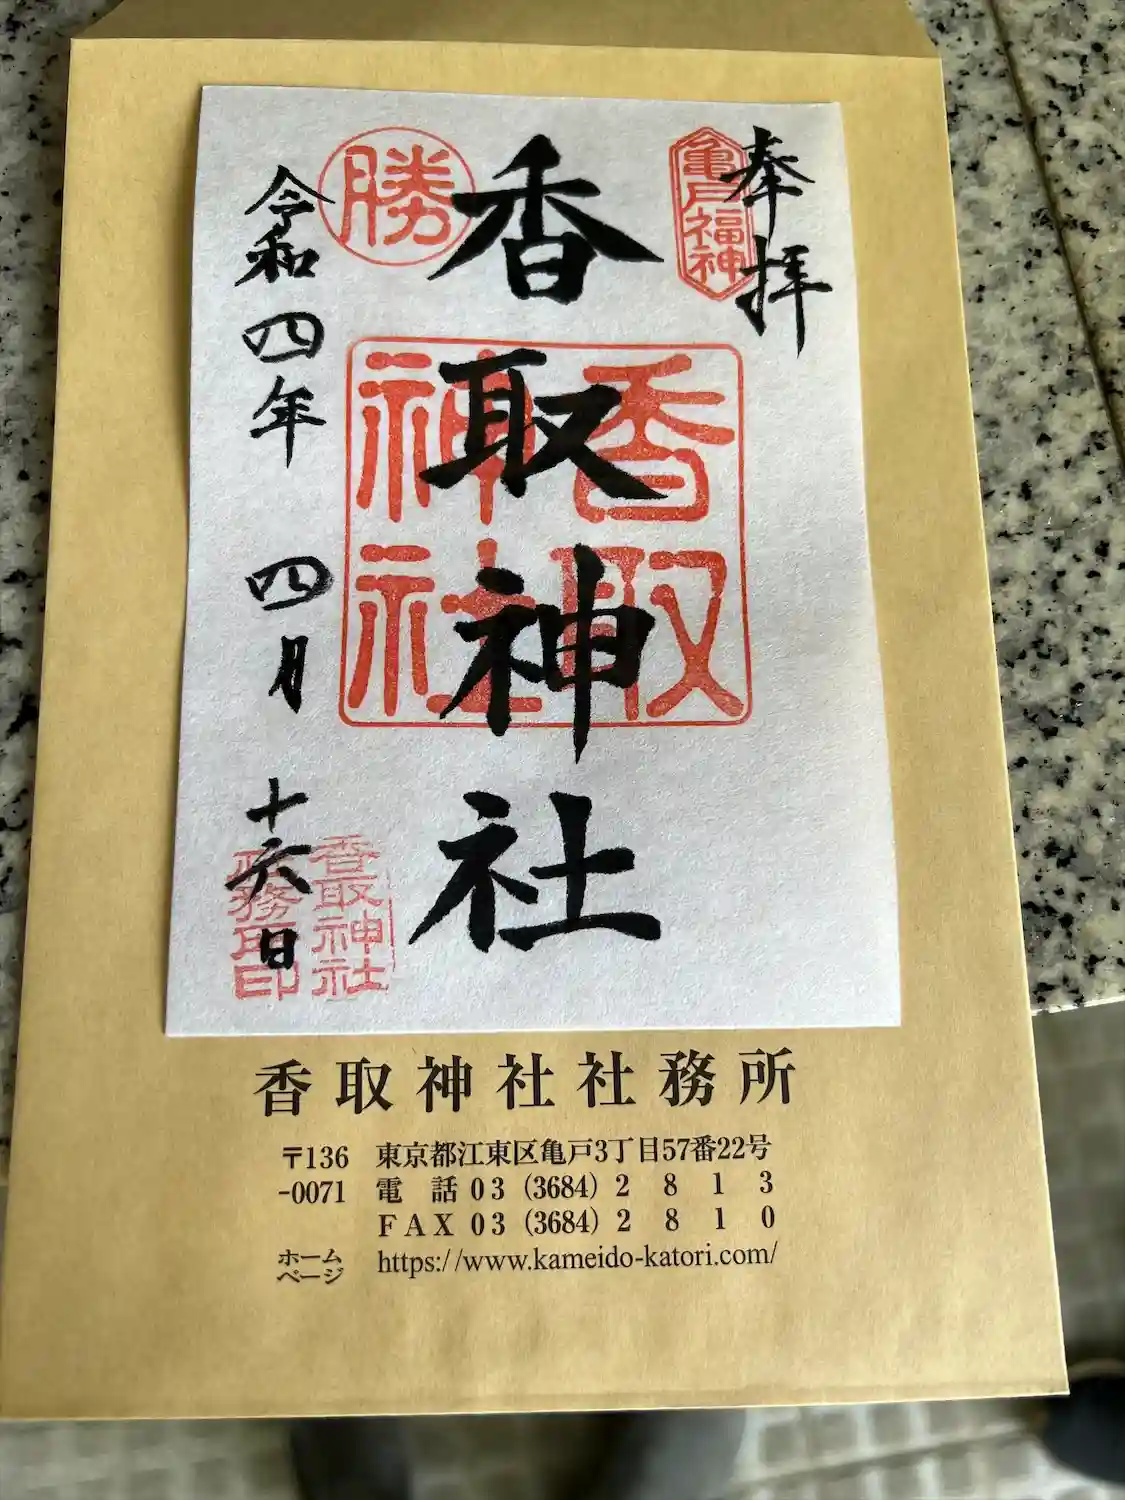 奉拝
亀戸福神
香取神社
勝
香取
神社
令和四年 四月 十六日
香取神社
社務所印
香取神社社務所
〒136
-0071
東京都江東区亀戸3丁目57番22号
電話 03 (3684) 2813
FAX 03 (3684) 2810
ホームページ https://www.kameido-katori.com/